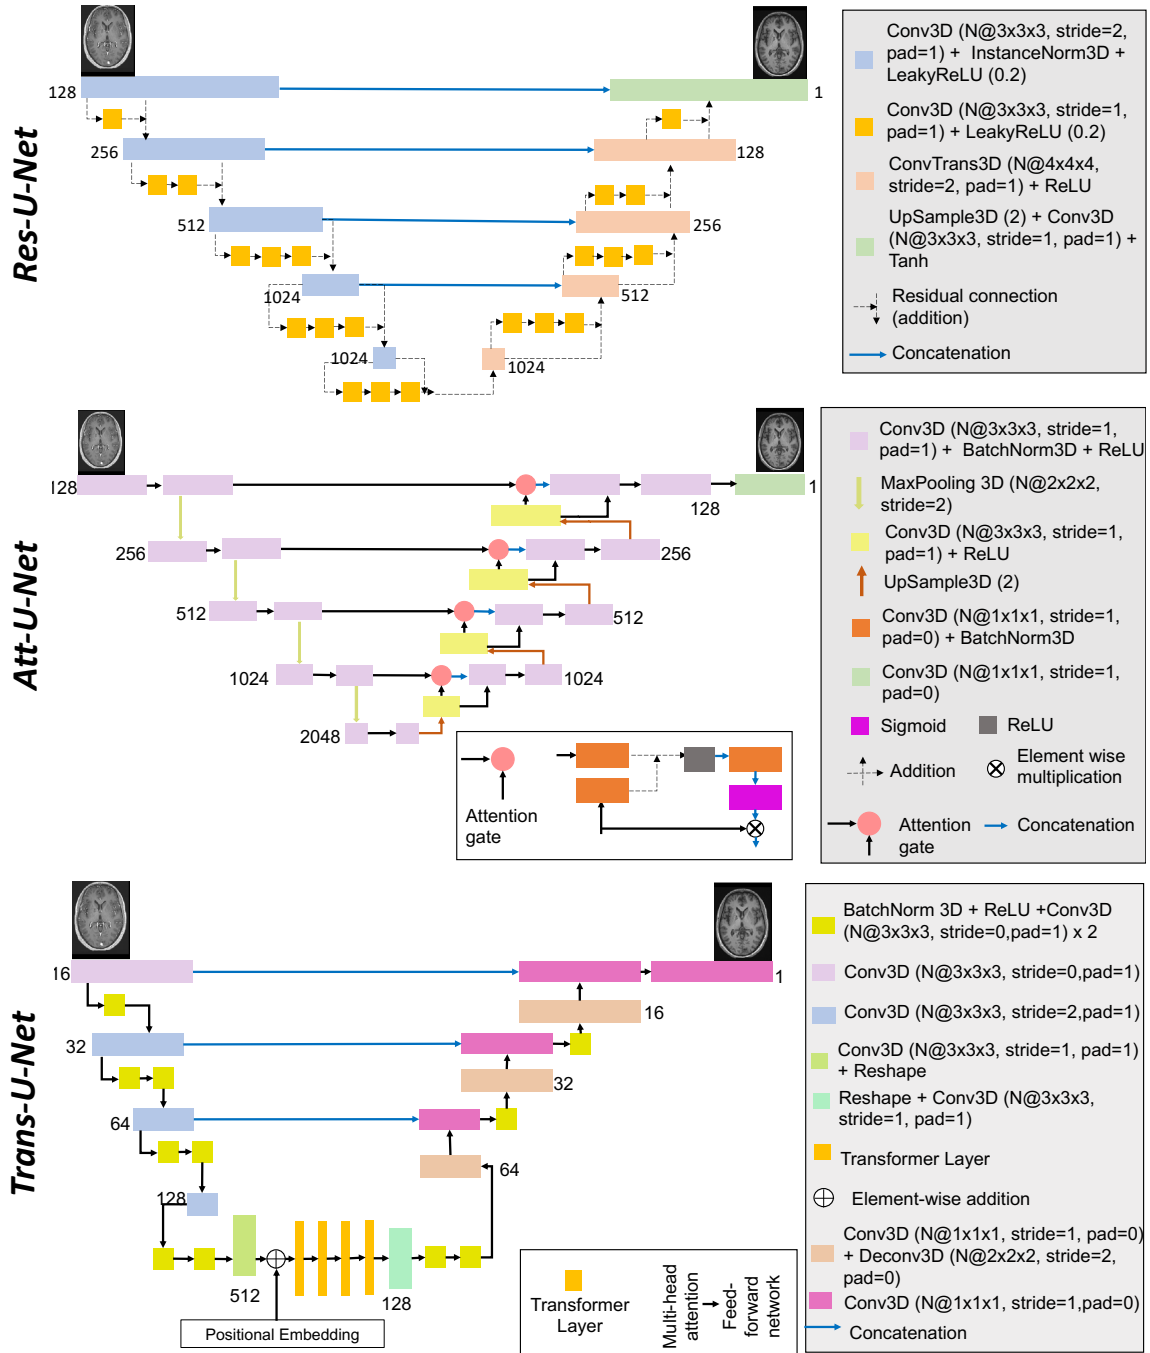 Res-U-Net
128
1
256
128
512
256
1024
512
1024
1024
Conv3D (N@3x3x3, stride=2,
pad=1) + InstanceNorm3D +
LeakyReLU (0.2)
Conv3D (N@3x3x3, stride=1,
pad=1) + LeakyReLU (0.2)
ConvTrans3D (N@4x4x4,
stride=2, pad=1) + ReLU
UpSample3D (2) + Conv3D
(N@3x3x3, stride=1, pad=1) +
Tanh
Residual connection
(addition)
Concatenation
Att-U-Net
128
1
128
256
256
512
512
1024
1024
2048
Attention
gate
Conv3D (N@3x3x3, stride=1,
pad=1) + BatchNorm3D + ReLU
MaxPooling 3D (N@2x2x2,
stride=2)
Conv3D (N@3x3x3, stride=1,
pad=1) + ReLU
UpSample3D (2)
Conv3D (N@1x1x1, stride=1,
pad=0) + BatchNorm3D
Conv3D (N@1x1x1, stride=1,
pad=0)
Sigmoid
ReLU
Addition
Element wise
multiplication
Attention
gate
Concatenation
Trans-U-Net
16
1
16
32
32
64
64
128
512
128
Positional Embedding
Transformer
Layer
Multi-head
attention
Feed-
forward
network
BatchNorm 3D + ReLU +Conv3D
(N@3x3x3, stride=0,pad=1) x 2
Conv3D (N@3x3x3, stride=0,pad=1)
Conv3D (N@3x3x3, stride=2,pad=1)
Conv3D (N@3x3x3, stride=1, pad=1)
+ Reshape
Reshape + Conv3D (N@3x3x3,
stride=1, pad=1)
Transformer Layer
Element-wise addition
Conv3D (N@1x1x1, stride=1, pad=0)
+ Deconv3D (N@2x2x2, stride=2,
pad=0)
Conv3D (N@1x1x1, stride=1,pad=0)
Concatenation